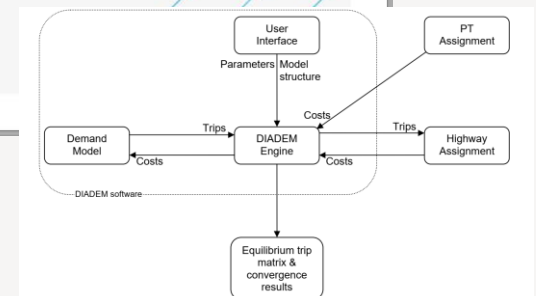 User
Interface
PT
Assignment
Parameters
Model
structure
Costs
Trips
Trips
Demand
Model
DIADEM
Engine
Highway
Assignment
Costs
Costs
DIADEM software
Equilibrium trip
matrix &
convergence
results